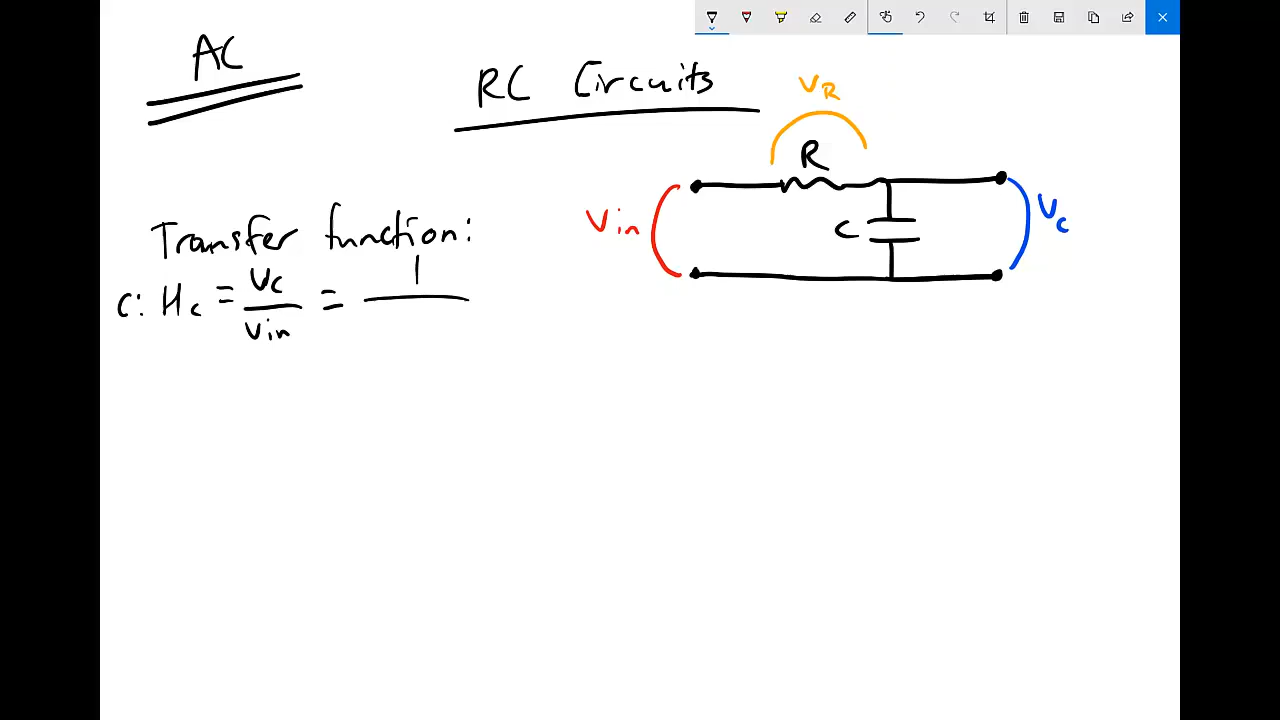 AC
RC Circuits
VR
R
Vin
C
Vc
Transfer function:
C: Hc = Vc/Vin = 1/